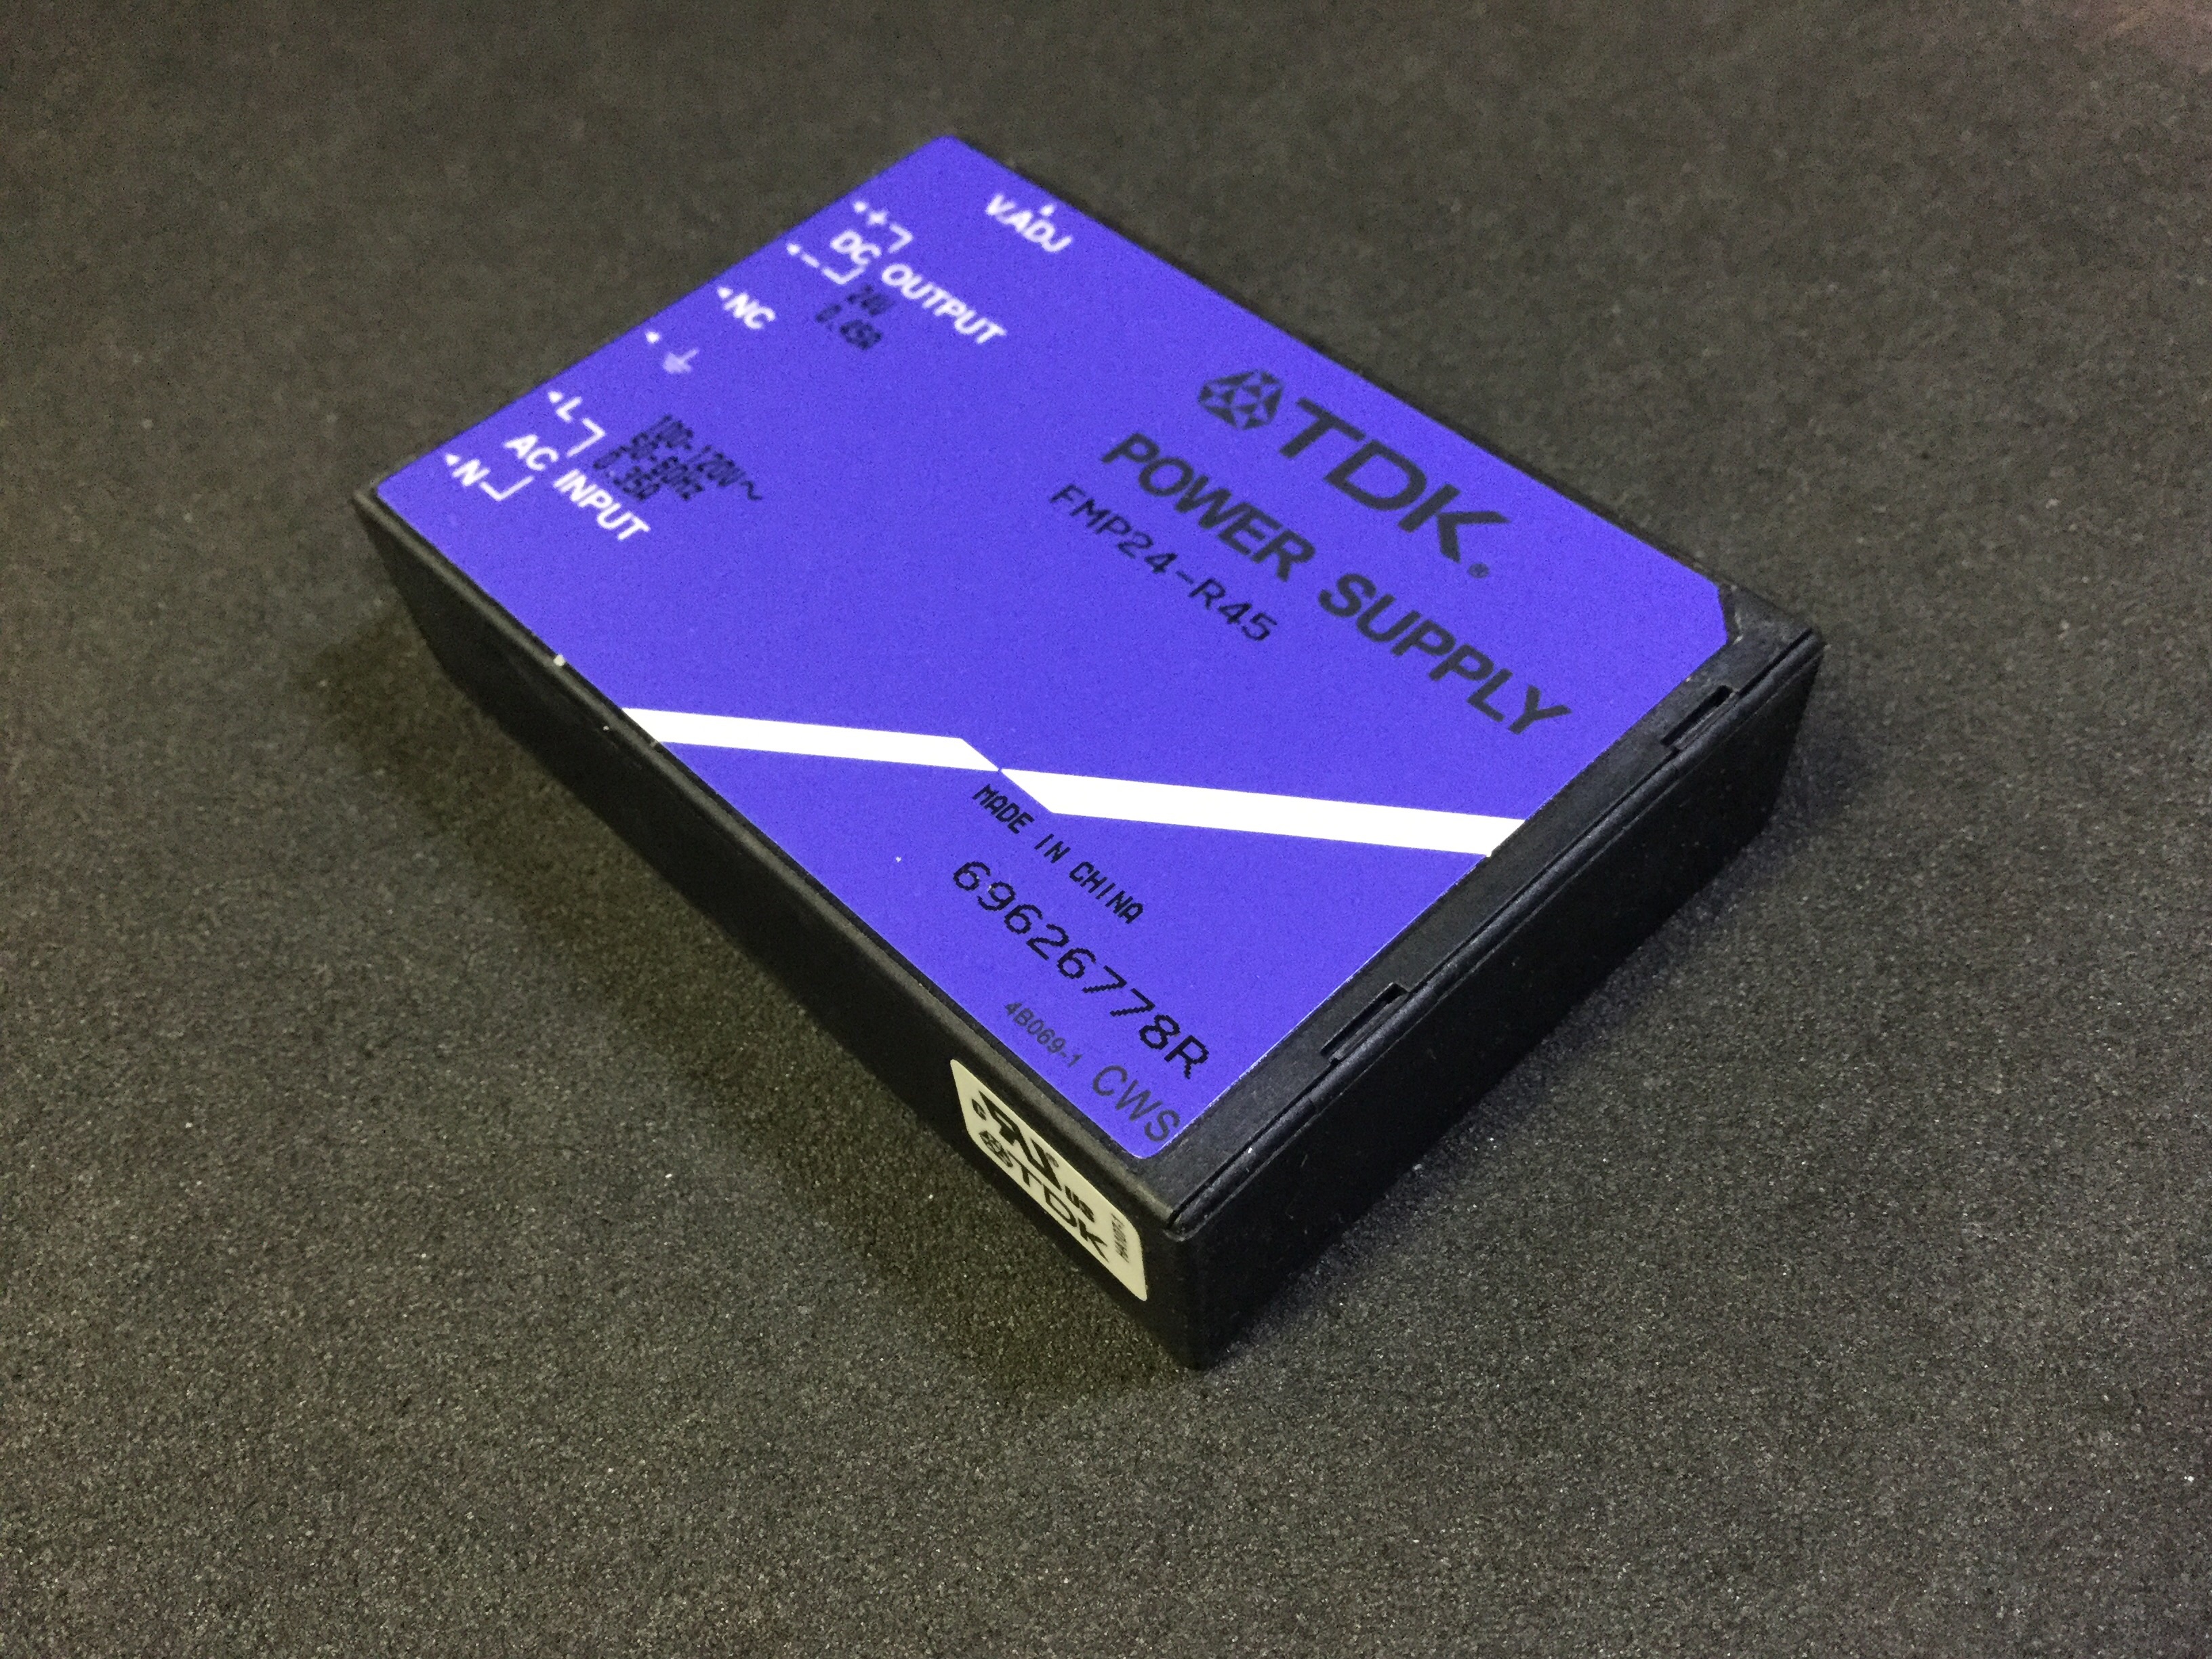 V.ADJ
+
DC OUTPUT
-
24V
0.45A
NC
L
AC INPUT
N
100-120V~
50-60Hz
0.35A
TDK®
POWER SUPPLY
FMP24-R45
MADE IN CHINA
69626778R
4B069-1 CWS
c US
TDK